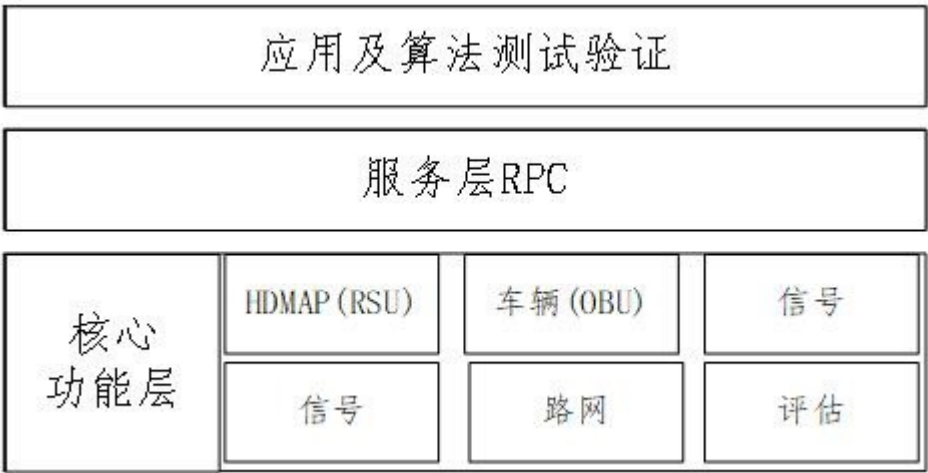 应用及算法测试验证
服务层RPC
核心
功能层
HDMAP(RSU)
车辆(OBU)
信号
信号
路网
评估